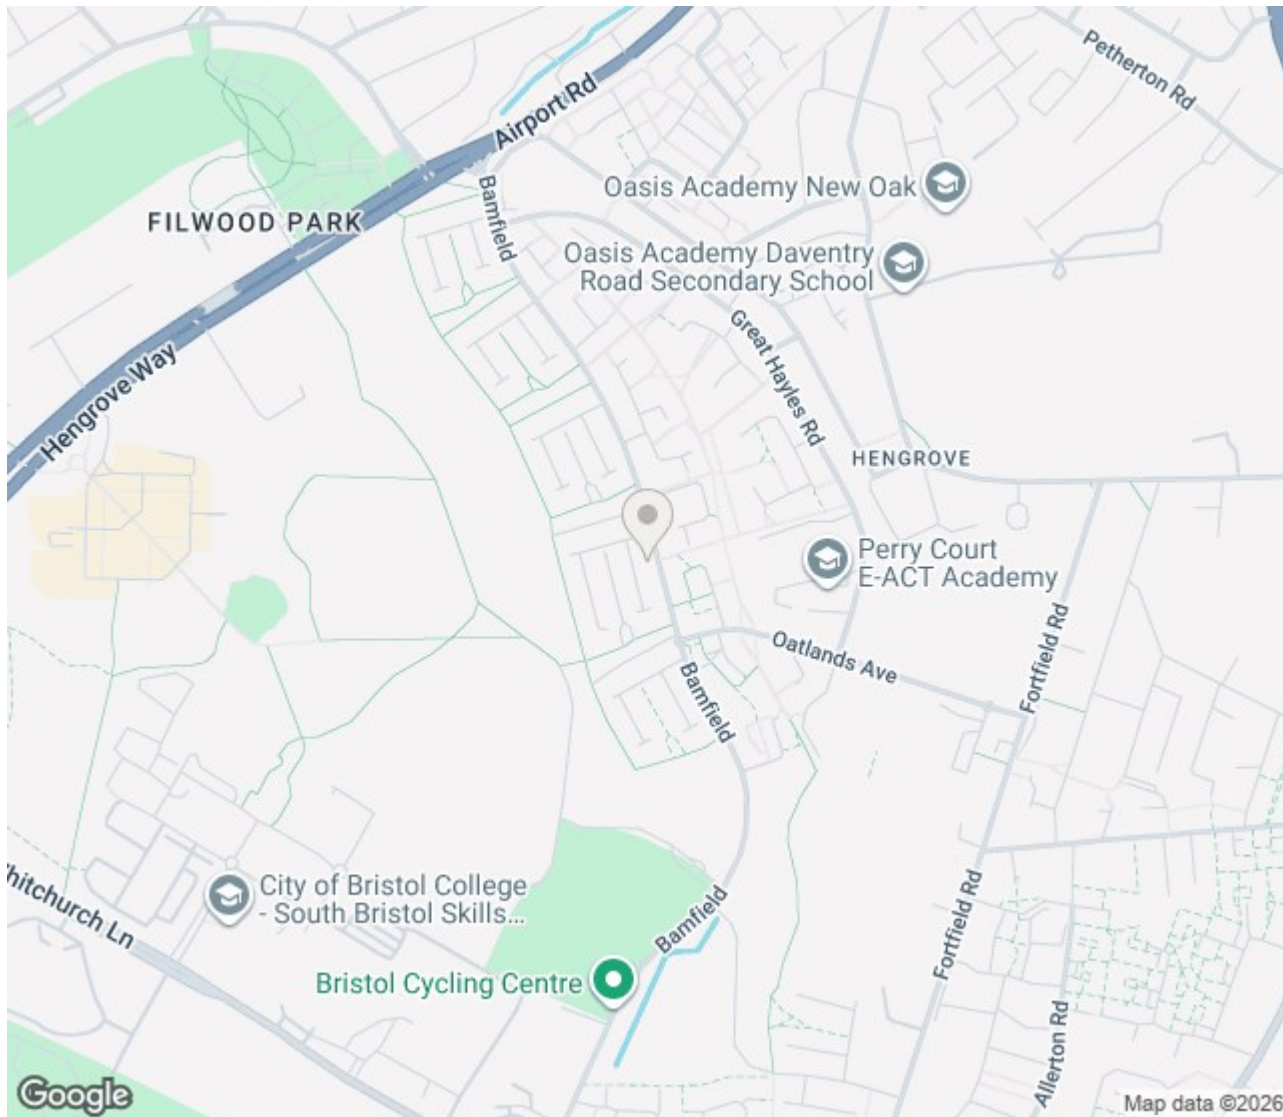 Petherton Rd
Airport Rd
Oasis Academy New Oak
Bamfield
FILWOOD PARK
Oasis Academy Daventry
Road Secondary School
Great Hayles Rd
Hengrove Way
HENGROVE
Perry Court
E-ACT Academy
Oatlands Ave
Fortfield Rd
Bamfield
City of Bristol College
- South Bristol Skills...
hitchurch Ln
Bamfield
Fortfield Rd
Bristol Cycling Centre
Allerton Rd
Google
Map data ©2026